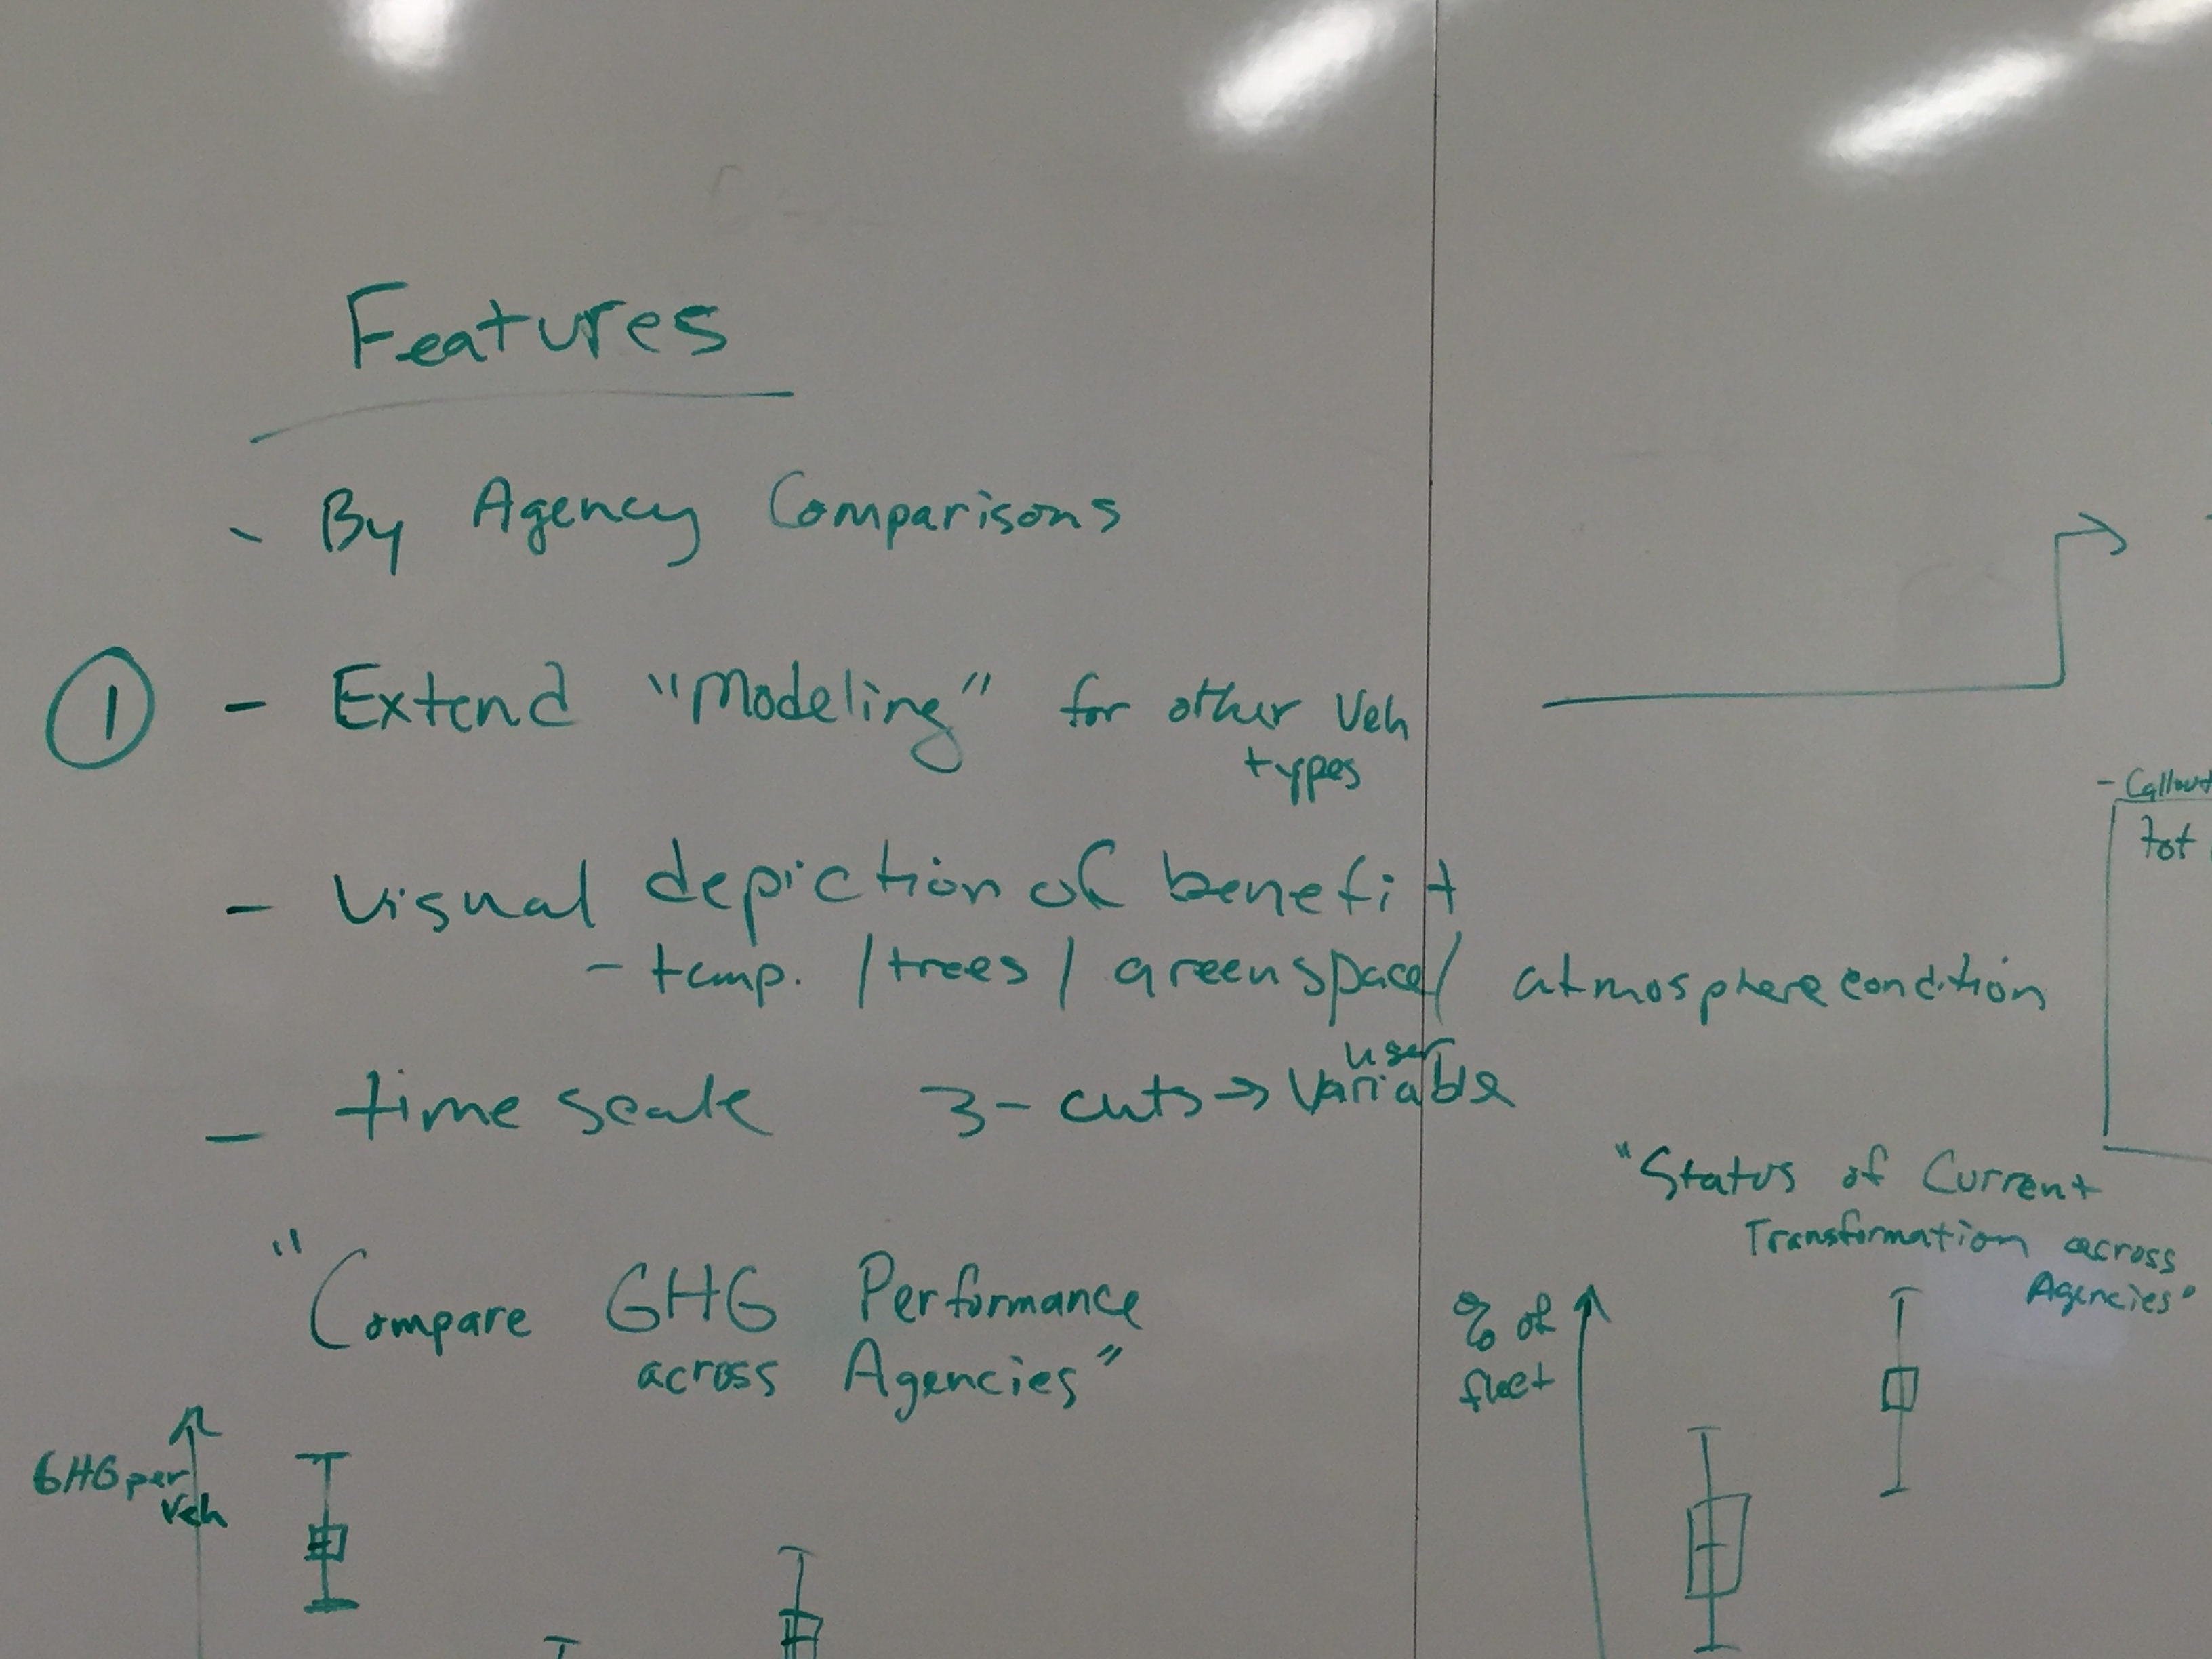 Features
- By Agency Comparisons
① - Extend "Modeling" for other Veh
types
- Visual depiction of benefit
- temp. / trees / greenspace / atmosphere condition
- time scale 3-cuts → user Variable
"Compare GHG Performance
across Agencies"
GHG per
Veh
- Callout
tot
"Status of Current
Transformation across
Agencies"
% of
fleet